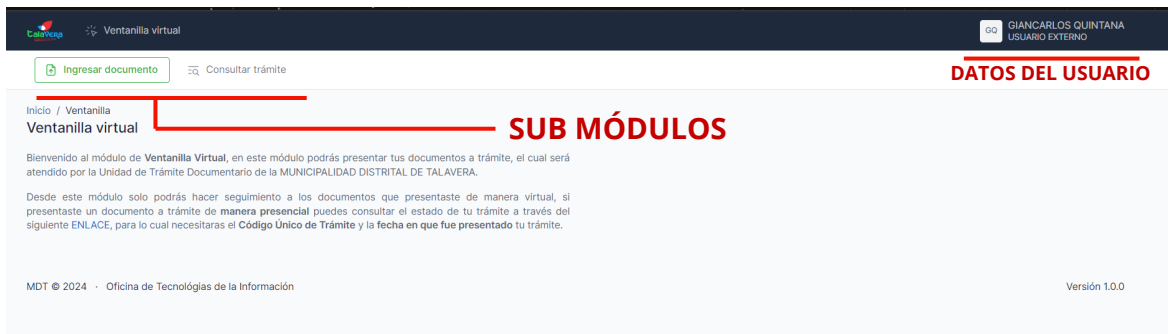 talaVERA
Ventanilla virtual
GQ
GIANCARLOS QUINTANA
USUARIO EXTERNO
Ingresar documento
Consultar trámite
DATOS DEL USUARIO
Inicio / Ventanilla
Ventanilla virtual
SUB MÓDULOS
Bienvenido al módulo de Ventanilla Virtual, en este módulo podrás presentar tus documentos a trámite, el cual será
atendido por la Unidad de Trámite Documentario de la MUNICIPALIDAD DISTRITAL DE TALAVERA.
Desde este módulo solo podrás hacer seguimiento a los documentos que presentaste de manera virtual, si
presentaste un documento a trámite de manera presencial puedes consultar el estado de tu trámite a través del
siguiente ENLACE, para lo cual necesitaras el Código Único de Trámite y la fecha en que fue presentado tu trámite.
MDT © 2024 · Oficina de Tecnológias de la Información
Versión 1.0.0